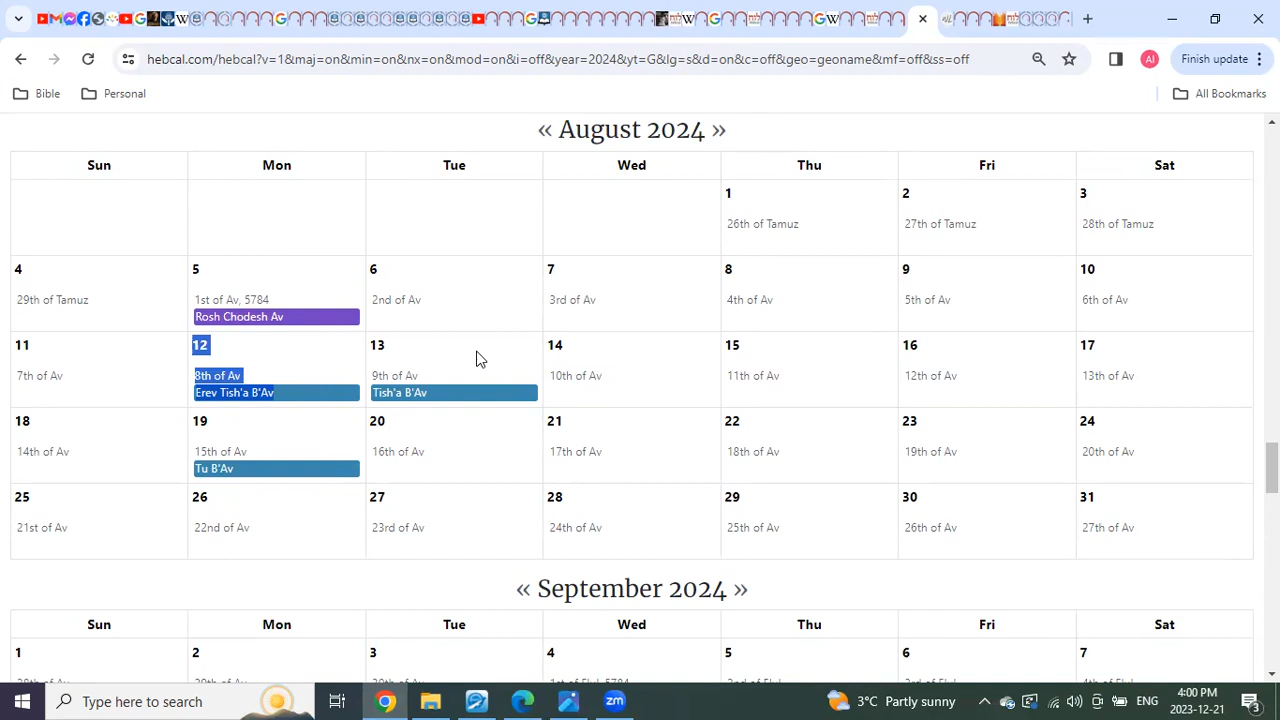 hebcal.com/hebcal?v=1&maj=on&min=on&nx=on&mod=on&i=off&year=2024&yt=G&lg=s&d=on&c=off&geo=geoname&mf=off&ss=off
AI
Finish update
Bible
Personal
All Bookmarks
« August 2024 »
Sun Mon Tue Wed Thu Fri Sat
1 2 3
26th of Tamuz 27th of Tamuz 28th of Tamuz
4 5 6 7 8 9 10
29th of Tamuz 1st of Av, 5784 2nd of Av 3rd of Av 4th of Av 5th of Av 6th of Av
Rosh Chodesh Av
11 12 13 14 15 16 17
7th of Av 8th of Av 9th of Av 10th of Av 11th of Av 12th of Av 13th of Av
Erev Tish'a B'Av Tish'a B'Av
18 19 20 21 22 23 24
14th of Av 15th of Av 16th of Av 17th of Av 18th of Av 19th of Av 20th of Av
Tu B'Av
25 26 27 28 29 30 31
21st of Av 22nd of Av 23rd of Av 24th of Av 25th of Av 26th of Av 27th of Av
« September 2024 »
Sun Mon Tue Wed Thu Fri Sat
1 2 3 4 5 6 7
Type here to search
3°C Partly sunny
ENG
4:00 PM
2023-12-21
3